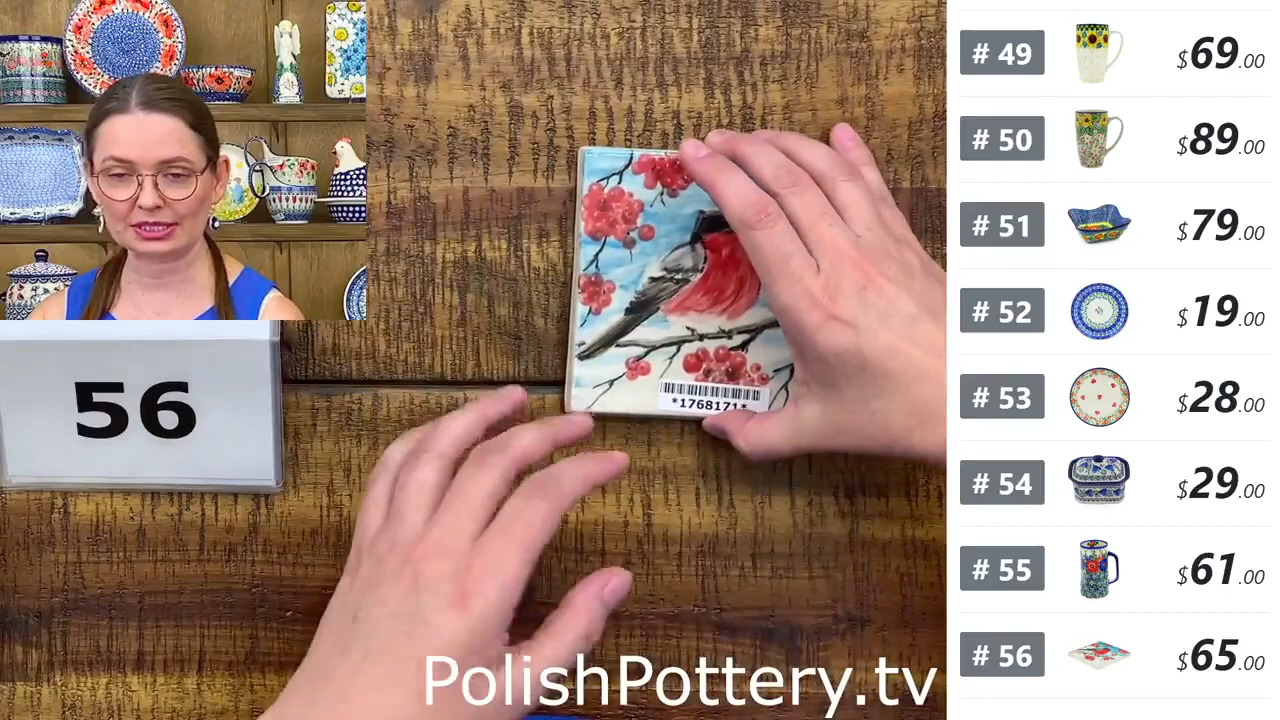 56
*1768171*
PolishPottery.tv
# 49 $69.00
# 50 $89.00
# 51 $79.00
# 52 $19.00
# 53 $28.00
# 54 $29.00
# 55 $61.00
# 56 $65.00